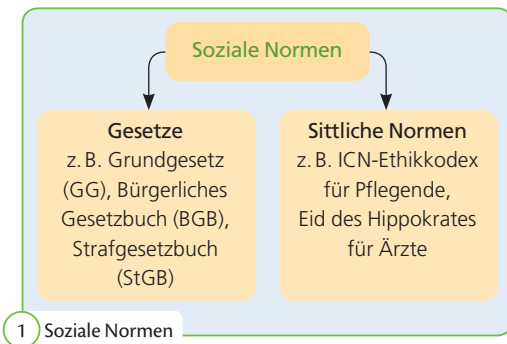 Soziale Normen
Gesetze
z. B. Grundgesetz
(GG), Bürgerliches
Gesetzbuch (BGB),
Strafgesetzbuch
(StGB)
Sittliche Normen
z. B. ICN-Ethikkodex
für Pflegende,
Eid des Hippokrates
für Ärzte
1 Soziale Normen